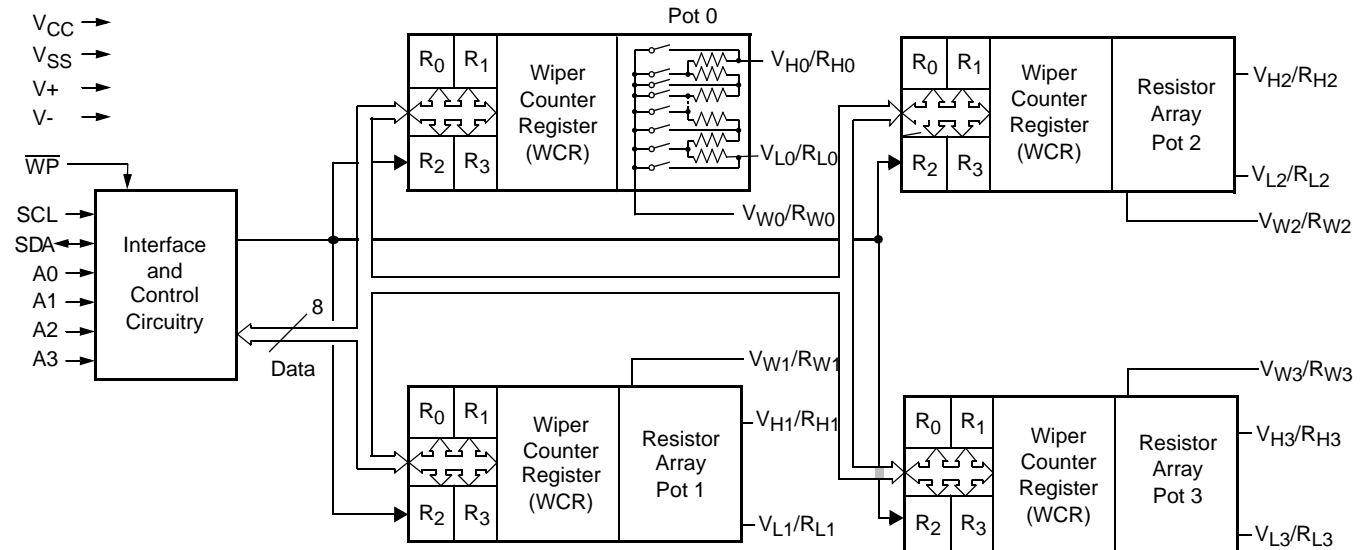 VCC
VSS
V+
V-
WP
SCL
SDA
A0
A1
A2
A3
Interface
and
Control
Circuitry
8
Data
Pot 0
R0 R1
R2 R3
Wiper
Counter
Register
(WCR)
VH0/RH0
VL0/RL0
VW0/RW0
R0 R1
R2 R3
Wiper
Counter
Register
(WCR)
Resistor
Array
Pot 2
VH2/RH2
VL2/RL2
VW2/RW2
VW1/RW1
R0 R1
R2 R3
Wiper
Counter
Register
(WCR)
Resistor
Array
Pot 1
VH1/RH1
VL1/RL1
VW3/RW3
R0 R1
R2 R3
Wiper
Counter
Register
(WCR)
Resistor
Array
Pot 3
VH3/RH3
VL3/RL3